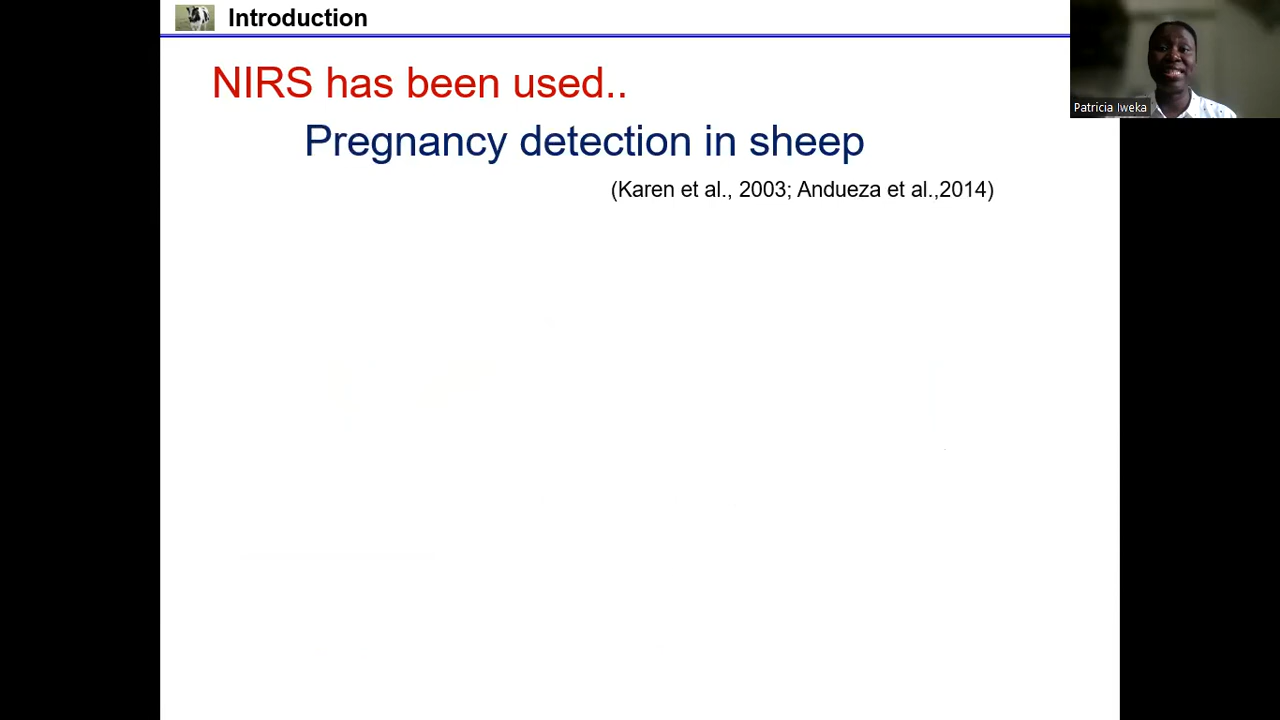 Introduction
NIRS has been used..
Pregnancy detection in sheep
(Karen et al., 2003; Andueza et al.,2014)
Patricia Iweka